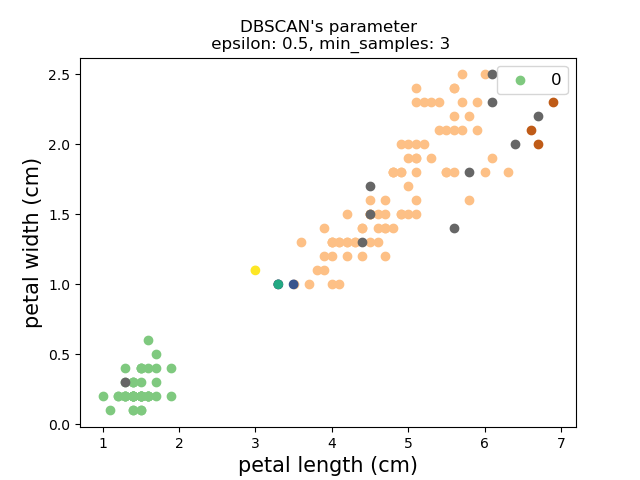 DBSCAN's parameter
epsilon: 0.5, min_samples: 3
0
petal width (cm)
2.5
2.0
1.5
1.0
0.5
0.0
1 2 3 4 5 6 7
petal length (cm)